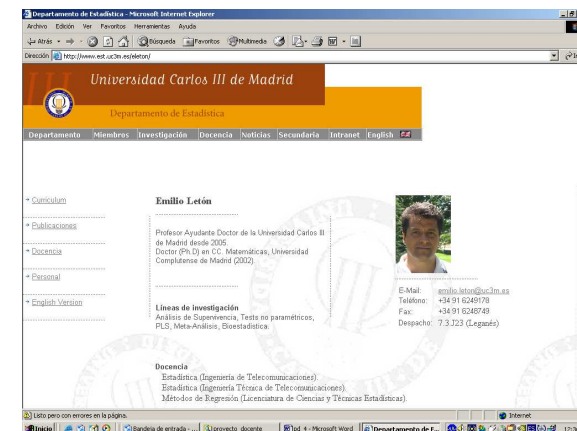 Departamento de Estadística - Microsoft Internet Explorer
Archivo Edición Ver Favoritos Herramientas Ayuda
Atrás Búsqueda Favoritos Multimedia
Dirección http://www.est.uc3m.es/eleton/
III Universidad Carlos III de Madrid
Departamento de Estadística
Departamento Miembros Investigación Docencia Noticias Secundaria Intranet English
Curriculum
Publicaciones
Docencia
Personal
English Version
Emilio Letón
Profesor Ayudante Doctor de la Universidad Carlos III
de Madrid desde 2005.
Doctor (Ph.D) en CC. Matemáticas, Universidad
Complutense de Madrid (2002).
Líneas de investigación
Análisis de Supervivencia, Tests no paramétricos,
PLS, Meta-Análisis, Bioestadística.
E-Mail: emilio.leton@uc3m.es
Teléfono: +34 91 6249178
Fax: +34 91 6248749
Despacho: 7.3.J23 (Leganés)
Docencia
Estadística (Ingeniería de Telecomunicaciones).
Estadística (Ingeniería Técnica de Telecomunicaciones).
Métodos de Regresión (Licenciatura de Ciencias y Técnicas Estadísticas).
Listo pero con errores en la página. Internet
Inicio Bandeja de entrada - ... proyecto_docente pd_4 - Microsoft Word Departamento de E...